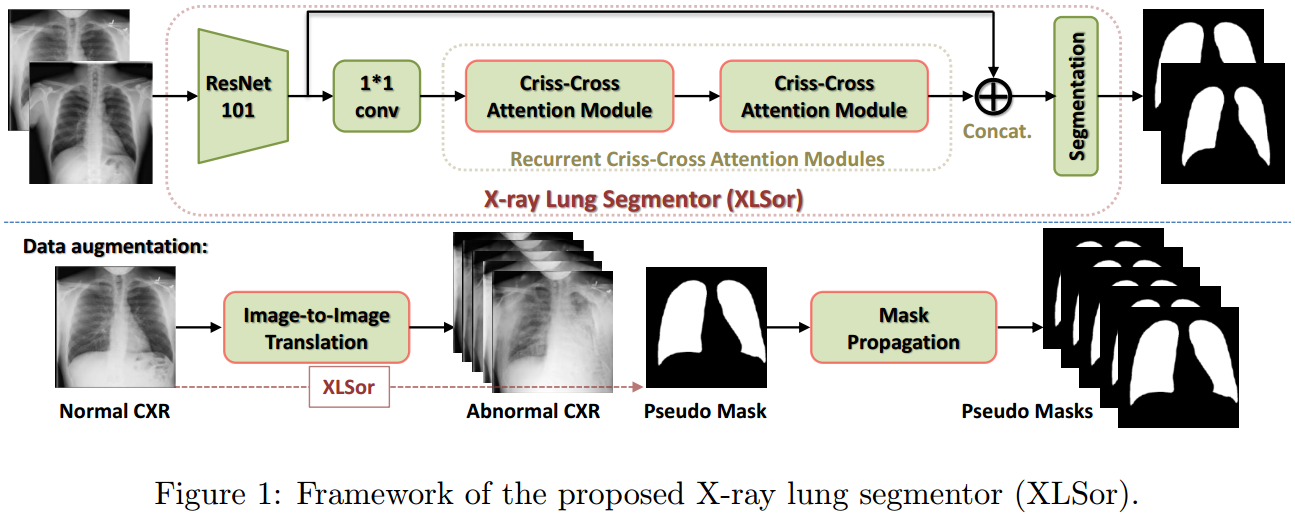 ResNet
101
1*1
conv
Criss-Cross
Attention Module
Criss-Cross
Attention Module
Concat.
Segmentation
Recurrent Criss-Cross Attention Modules
X-ray Lung Segmentor (XLSor)
Data augmentation:
Image-to-Image
Translation
Mask
Propagation
XLSor
Normal CXR
Abnormal CXR
Pseudo Mask
Pseudo Masks
Figure 1: Framework of the proposed X-ray lung segmentor (XLSor).